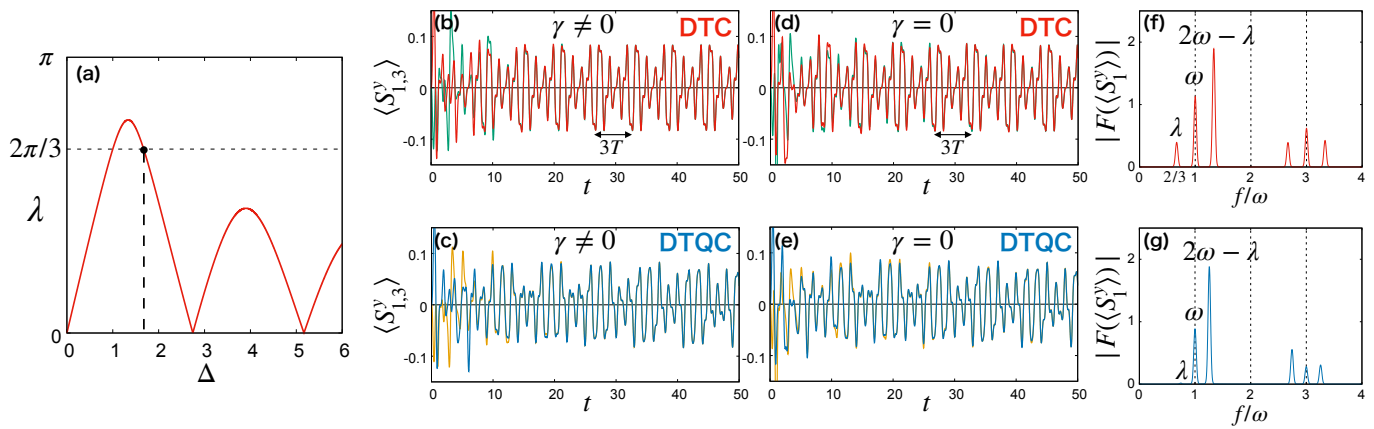 (a)
π
2π/3
λ
0
0 1 2 3 4 5 6
Δ
(b) γ ≠ 0 DTC
⟨S^y_{1,3}⟩
0.1
0
-0.1
3T
0 10 20 30 40 50
t
(d) γ = 0 DTC
0.1
0
-0.1
3T
0 10 20 30 40 50
t
(f)
2ω − λ
ω
λ
|F(⟨S^y_1⟩)|
2
1
0
2/3
0 1 2 3 4
f/ω
(c) γ ≠ 0 DTQC
⟨S^y_{1,3}⟩
0.1
0
-0.1
0 10 20 30 40 50
t
(e) γ = 0 DTQC
0.1
0
-0.1
0 10 20 30 40 50
t
(g)
2ω − λ
ω
λ
|F(⟨S^y_1⟩)|
2
1
0
0 1 2 3 4
f/ω